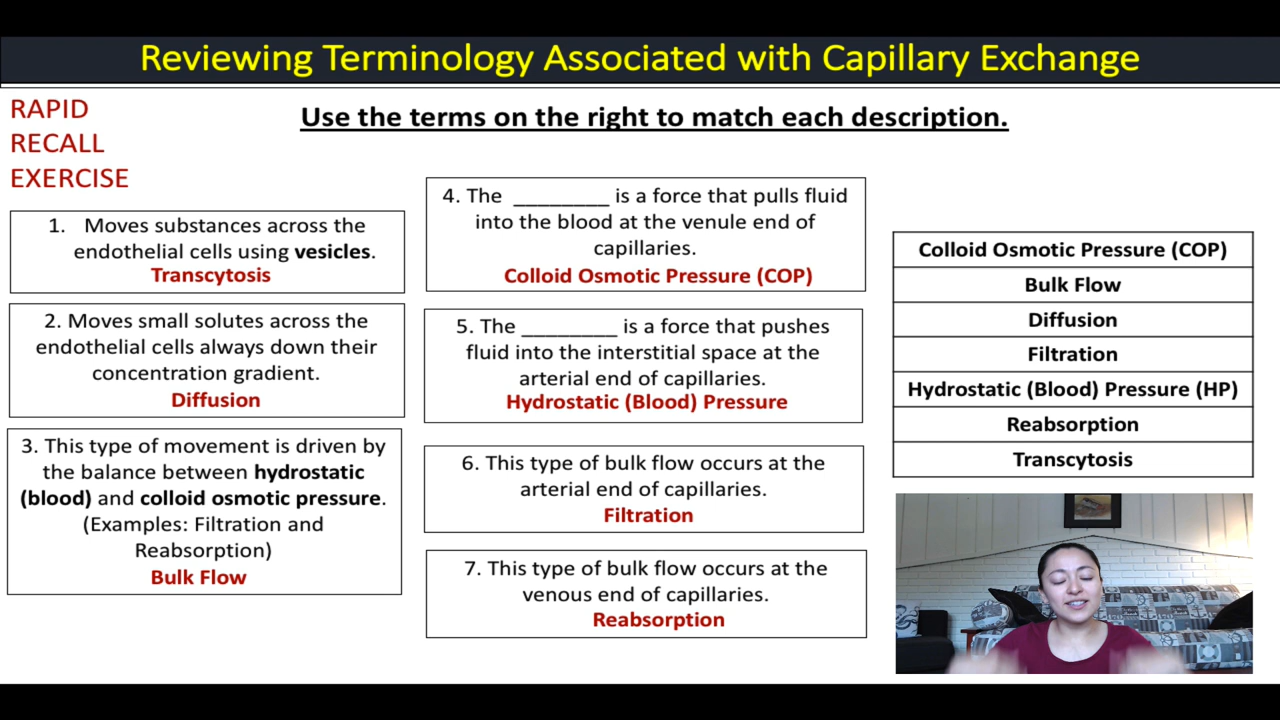 Reviewing Terminology Associated with Capillary Exchange
RAPID
RECALL
EXERCISE
Use the terms on the right to match each description.
1. Moves substances across the
endothelial cells using vesicles.
Transcytosis
2. Moves small solutes across the
endothelial cells always down their
concentration gradient.
Diffusion
3. This type of movement is driven by
the balance between hydrostatic
(blood) and colloid osmotic pressure.
(Examples: Filtration and
Reabsorption)
Bulk Flow
4. The ________ is a force that pulls fluid
into the blood at the venule end of
capillaries.
Colloid Osmotic Pressure (COP)
5. The ________ is a force that pushes
fluid into the interstitial space at the
arterial end of capillaries.
Hydrostatic (Blood) Pressure
6. This type of bulk flow occurs at the
arterial end of capillaries.
Filtration
7. This type of bulk flow occurs at the
venous end of capillaries.
Reabsorption
Colloid Osmotic Pressure (COP)
Bulk Flow
Diffusion
Filtration
Hydrostatic (Blood) Pressure (HP)
Reabsorption
Transcytosis